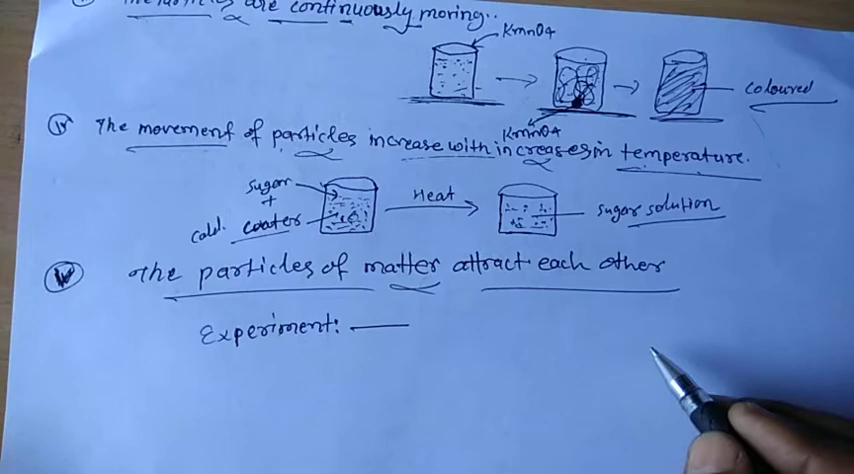 are continuously moving..
KMnO4
coloured
KMnO4
(iv) The movement of particles increase with increases in temperature.
sugar
+
cold. water
Heat
sugar solution
(v) The particles of matter attract each other
Experiment: —